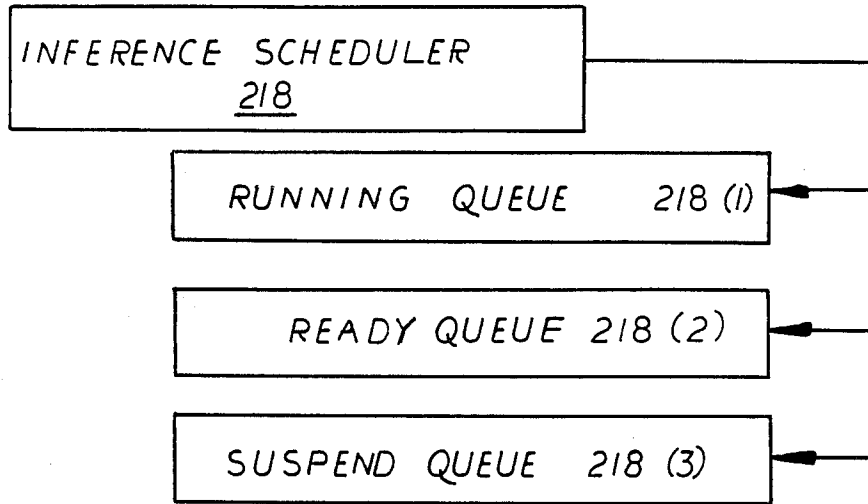 INFERENCE SCHEDULER
218
RUNNING QUEUE 218 (1)
READY QUEUE 218 (2)
SUSPEND QUEUE 218 (3)